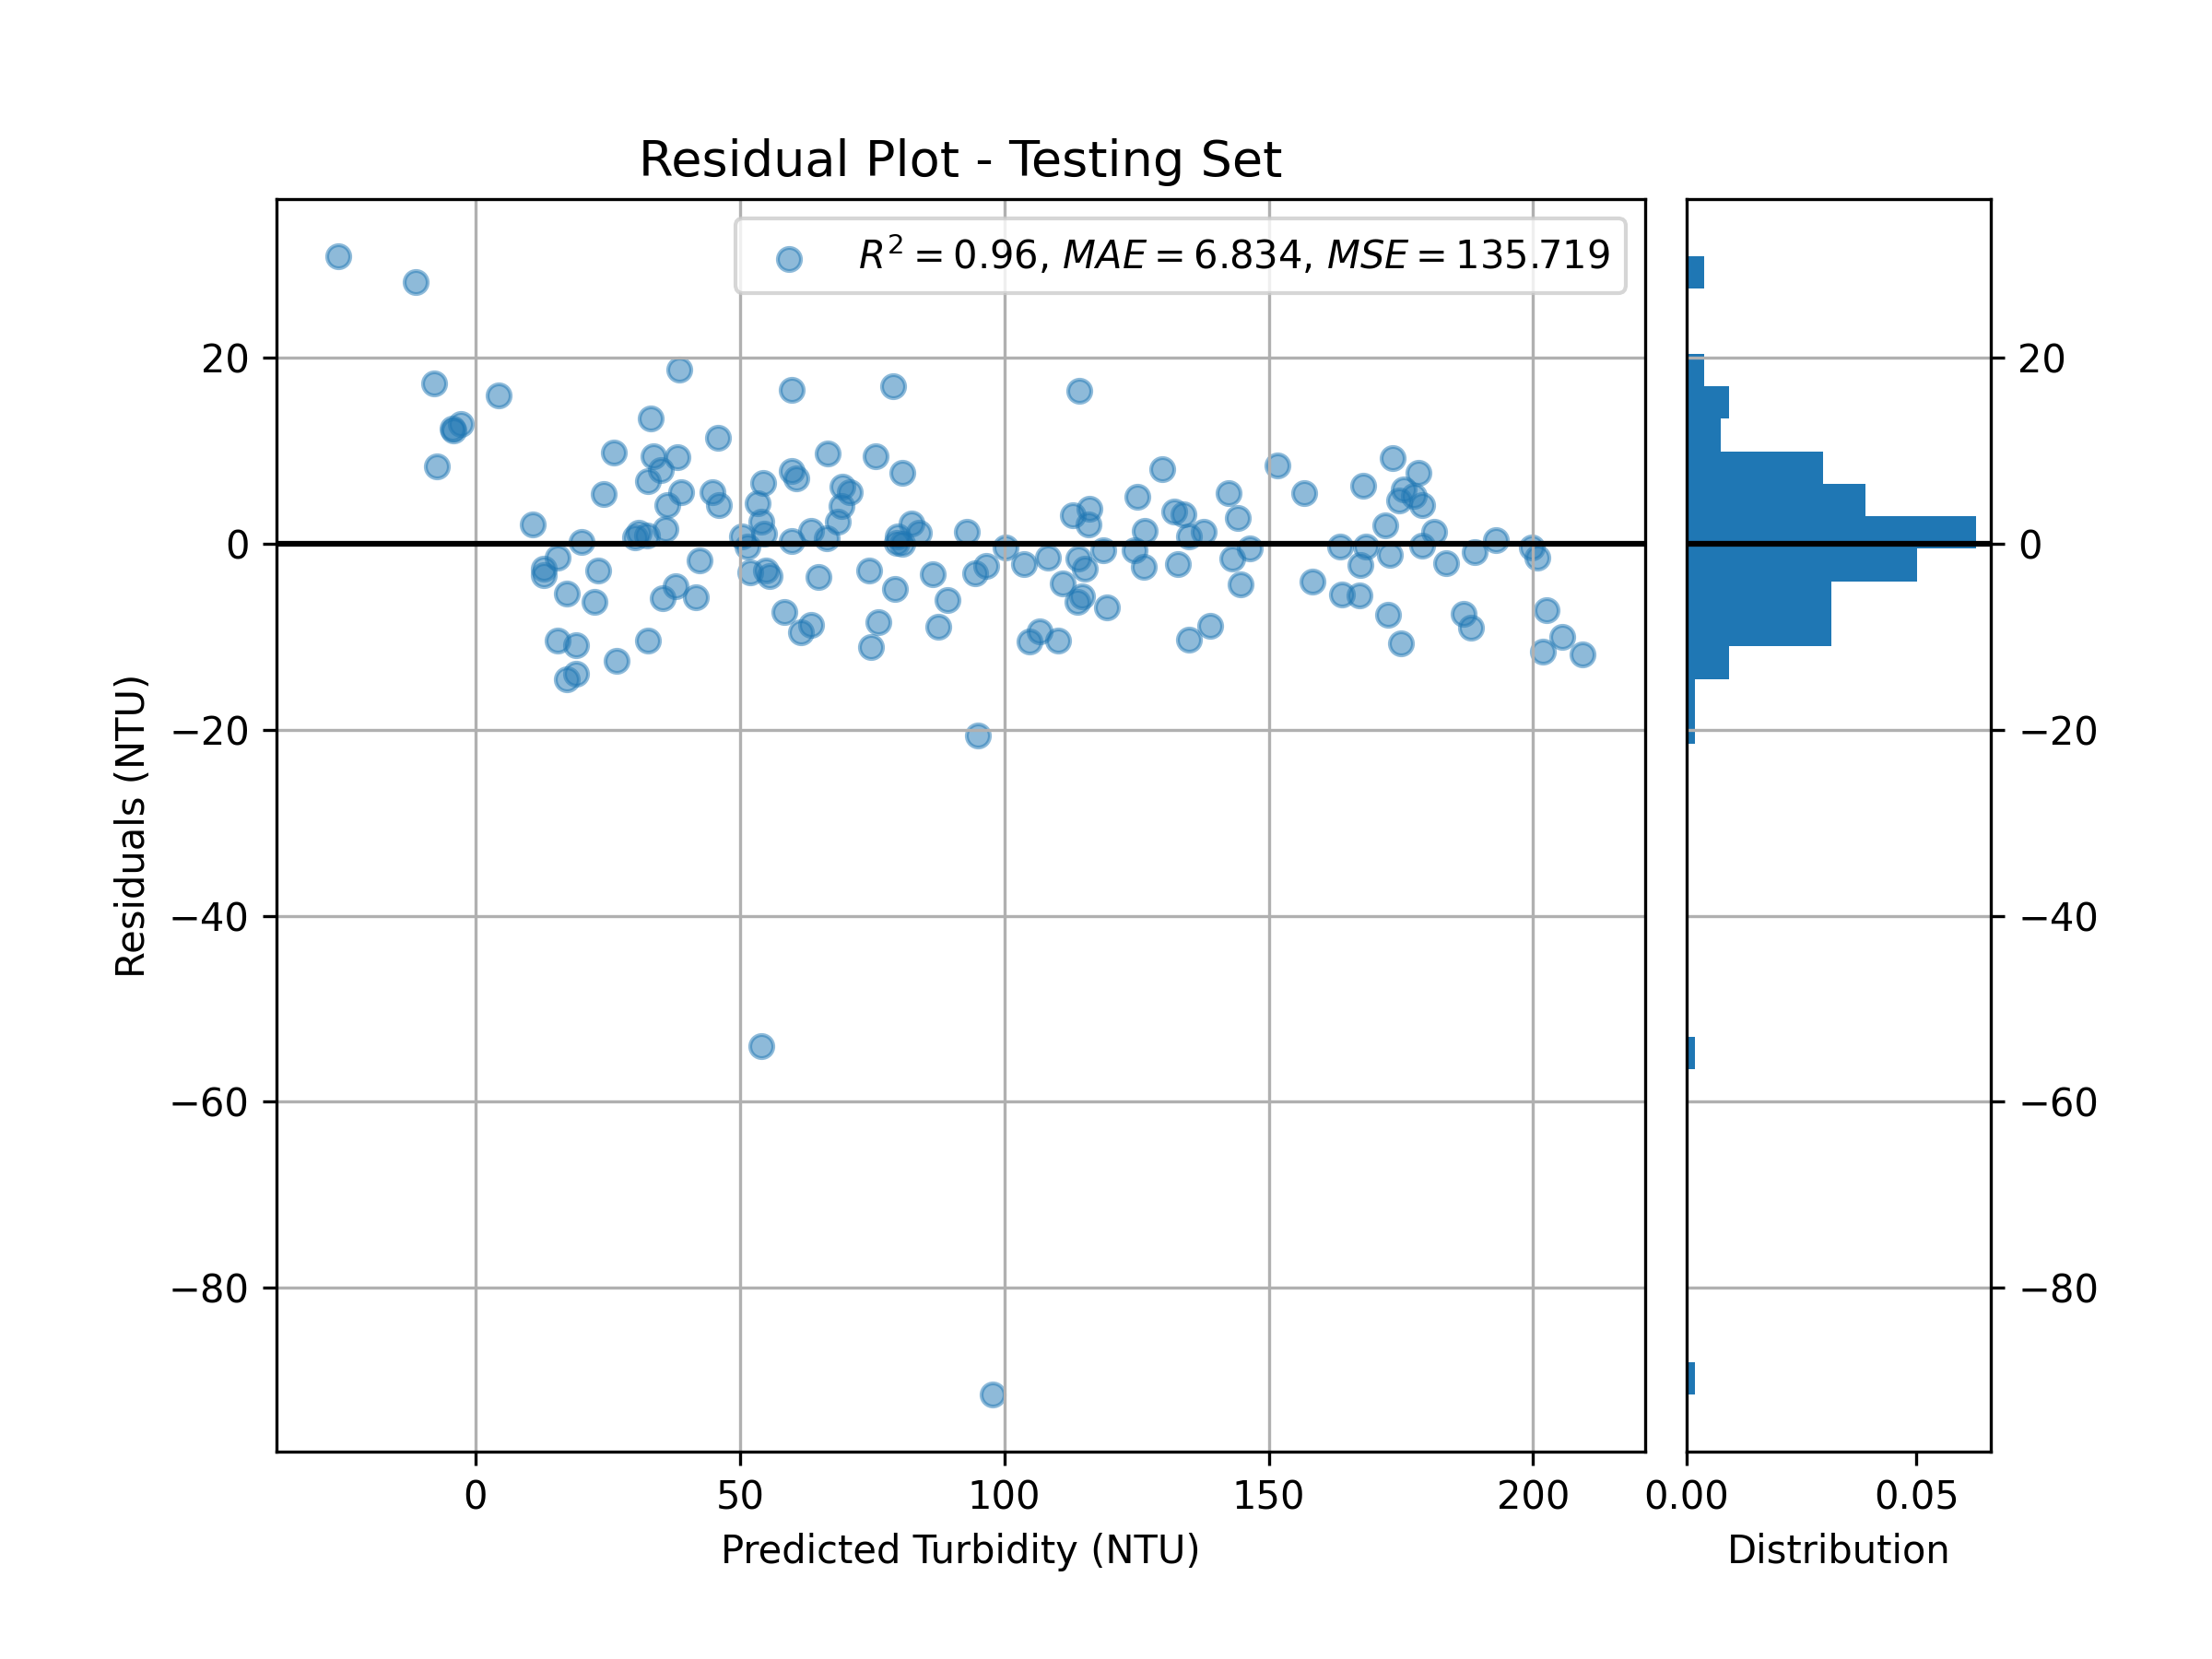 Residual Plot - Testing Set
R² = 0.96, MAE = 6.834, MSE = 135.719
Residuals (NTU)
20
0
−20
−40
−60
−80
20
0
−20
−40
−60
−80
0 50 100 150 200
0.00 0.05
Predicted Turbidity (NTU)
Distribution